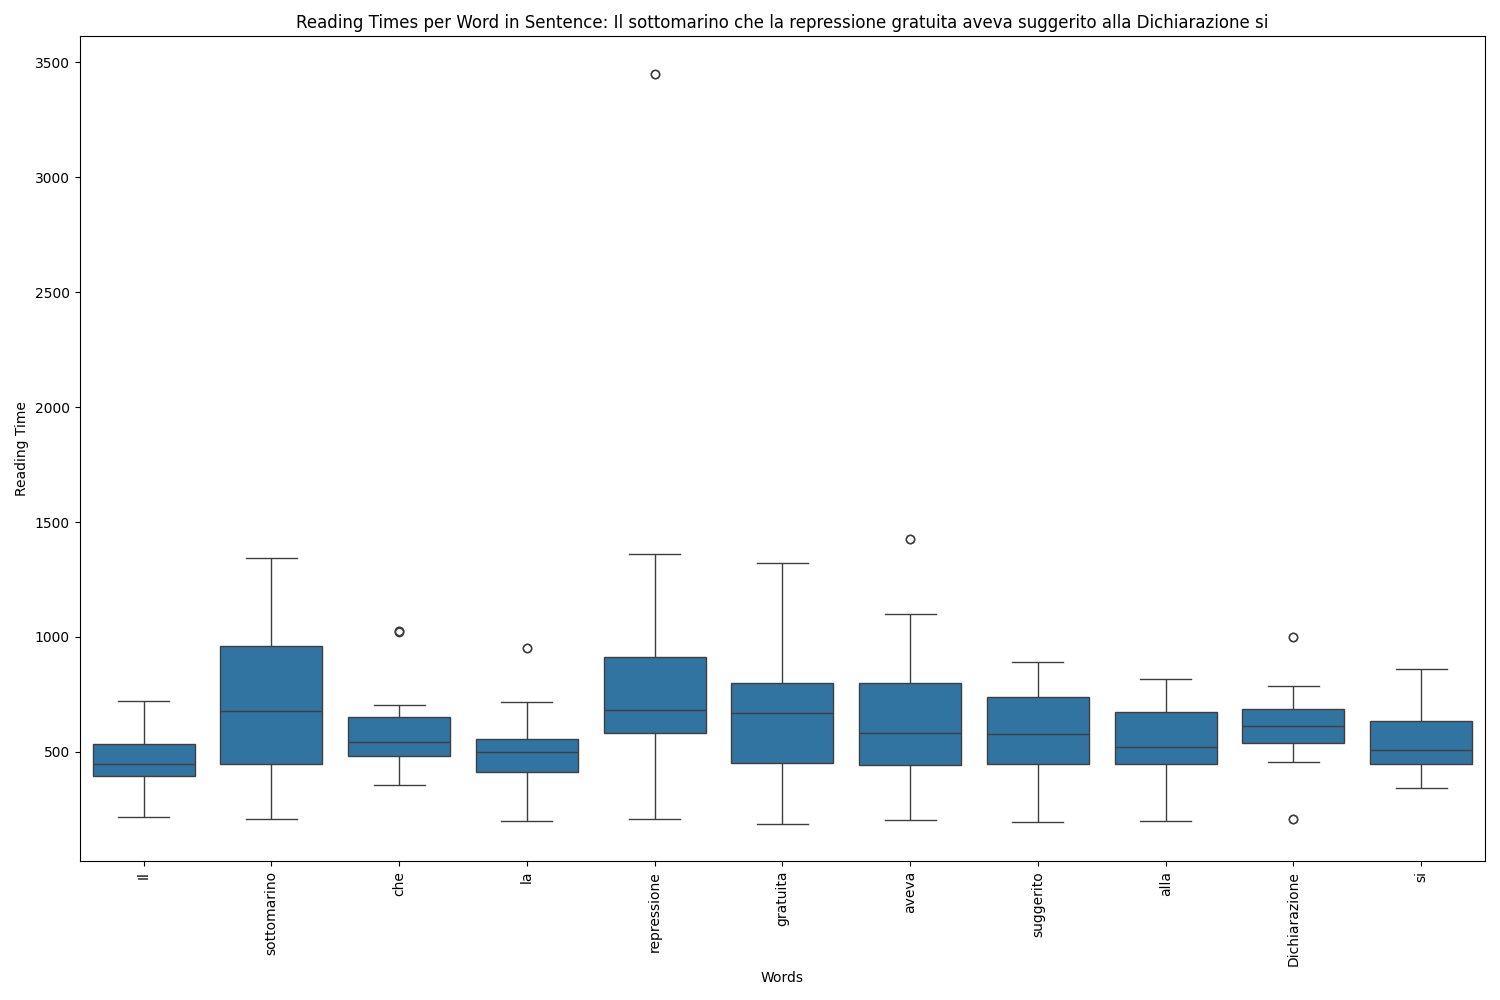 Reading Times per Word in Sentence: Il sottomarino che la repressione gratuita aveva suggerito alla Dichiarazione si
3500
3000
2500
2000
1500
1000
500
Reading Time
Il
sottomarino
che
la
repressione
gratuita
aveva
suggerito
alla
Dichiarazione
si
Words